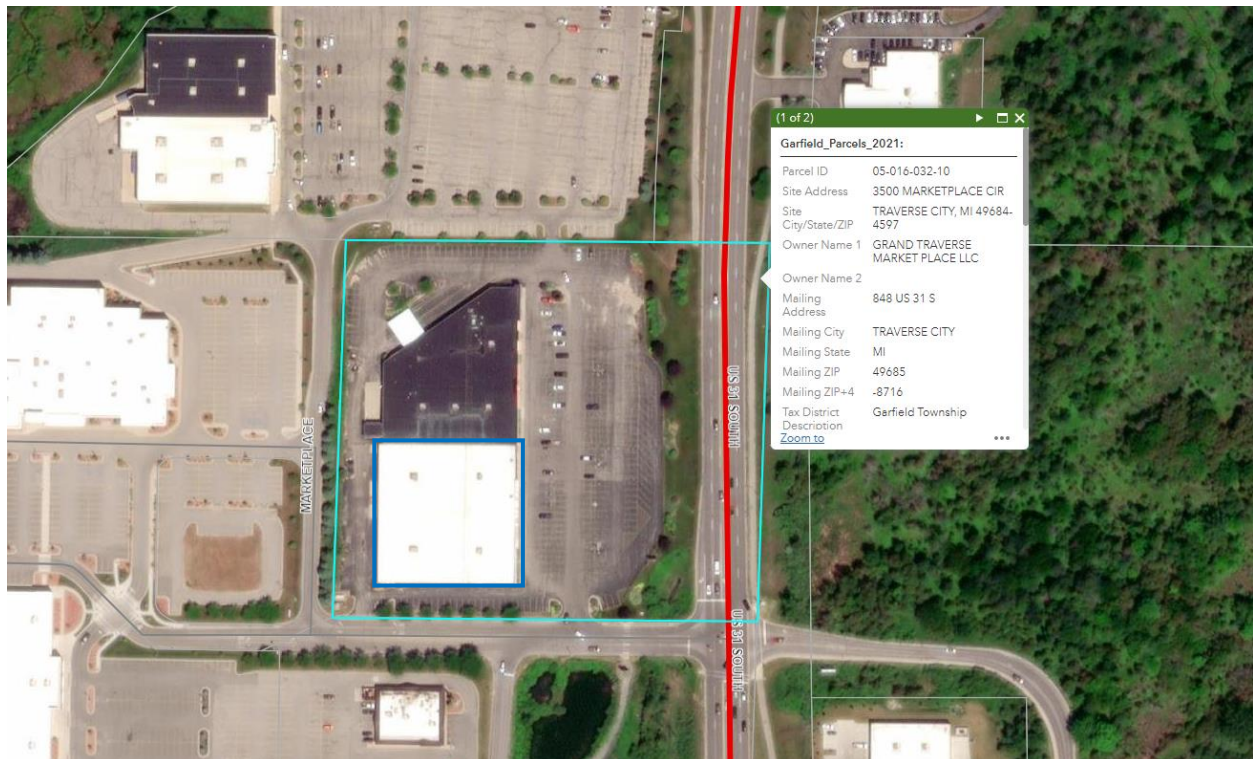 (1 of 2)
Garfield_Parcels_2021:
Parcel ID 05-016-032-10
Site Address 3500 MARKETPLACE CIR
Site City/State/ZIP TRAVERSE CITY, MI 49684-
4597
Owner Name 1 GRAND TRAVERSE
MARKET PLACE LLC
Owner Name 2
Mailing Address 848 US 31 S
Mailing City TRAVERSE CITY
Mailing State MI
Mailing ZIP 49685
Mailing ZIP+4 -8716
Tax District Description Garfield Township
Zoom to
US 31 SOUTH
MARKETPLACE
US 31 SOUTH